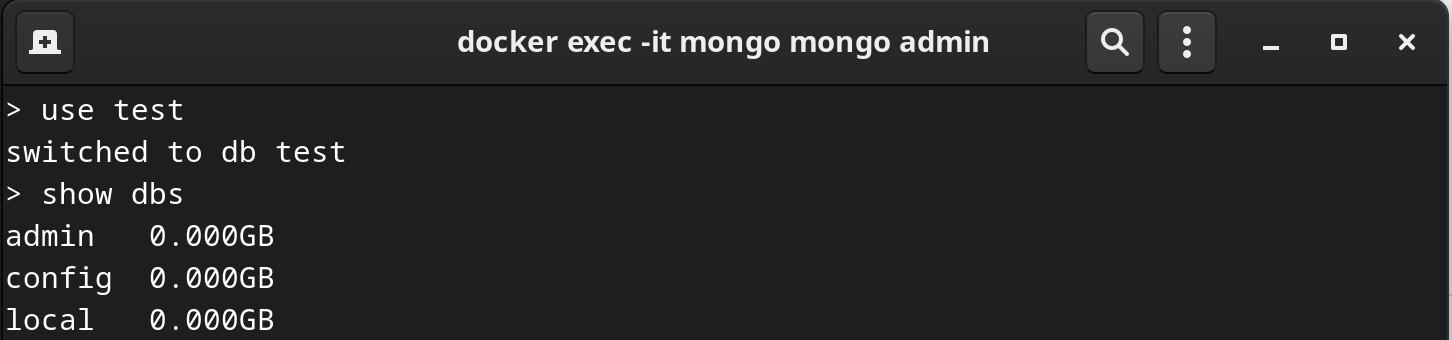 docker exec -it mongo mongo admin
> use test
switched to db test
> show dbs
admin   0.000GB
config  0.000GB
local   0.000GB